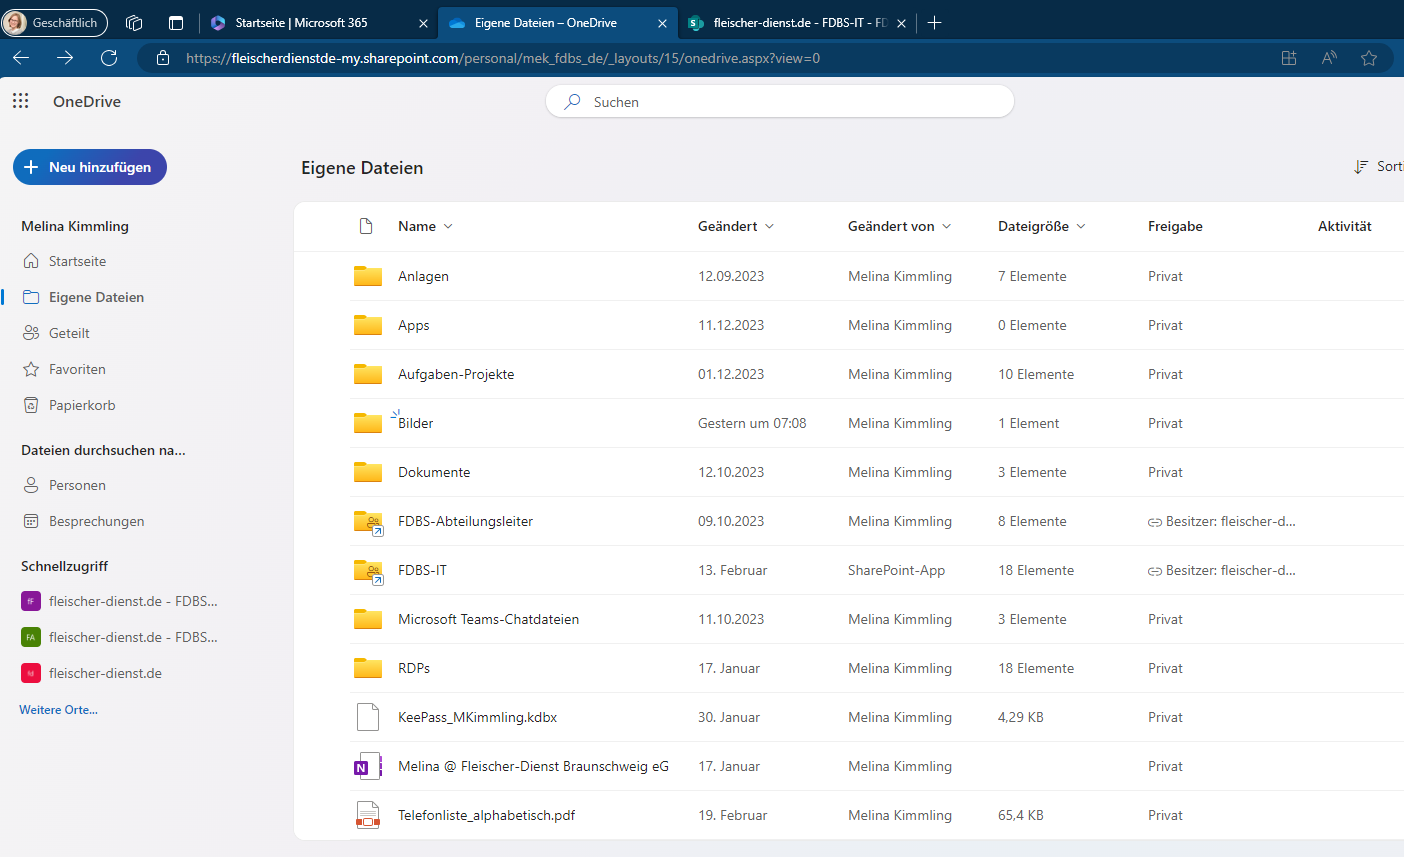 Geschäftlich
Startseite | Microsoft 365
Eigene Dateien – OneDrive
fleischer-dienst.de - FDBS-IT - FD
https://fleischerdienstde-my.sharepoint.com/personal/mek_fdbs_de/_layouts/15/onedrive.aspx?view=0
OneDrive
Suchen
Neu hinzufügen
Melina Kimmling
Startseite
Eigene Dateien
Geteilt
Favoriten
Papierkorb
Dateien durchsuchen na...
Personen
Besprechungen
Schnellzugriff
fleischer-dienst.de - FDBS...
FA fleischer-dienst.de - FDBS...
fleischer-dienst.de
Weitere Orte...
Eigene Dateien
Sorti
Name Geändert Geändert von Dateigröße Freigabe Aktivität
Anlagen 12.09.2023 Melina Kimmling 7 Elemente Privat
Apps 11.12.2023 Melina Kimmling 0 Elemente Privat
Aufgaben-Projekte 01.12.2023 Melina Kimmling 10 Elemente Privat
Bilder Gestern um 07:08 Melina Kimmling 1 Element Privat
Dokumente 12.10.2023 Melina Kimmling 3 Elemente Privat
FDBS-Abteilungsleiter 09.10.2023 Melina Kimmling 8 Elemente Besitzer: fleischer-d...
FDBS-IT 13. Februar SharePoint-App 18 Elemente Besitzer: fleischer-d...
Microsoft Teams-Chatdateien 11.10.2023 Melina Kimmling 3 Elemente Privat
RDPs 17. Januar Melina Kimmling 18 Elemente Privat
KeePass_MKimmling.kdbx 30. Januar Melina Kimmling 4,29 KB Privat
N Melina @ Fleischer-Dienst Braunschweig eG 17. Januar Melina Kimmling Privat
Telefonliste_alphabetisch.pdf 19. Februar Melina Kimmling 65,4 KB Privat